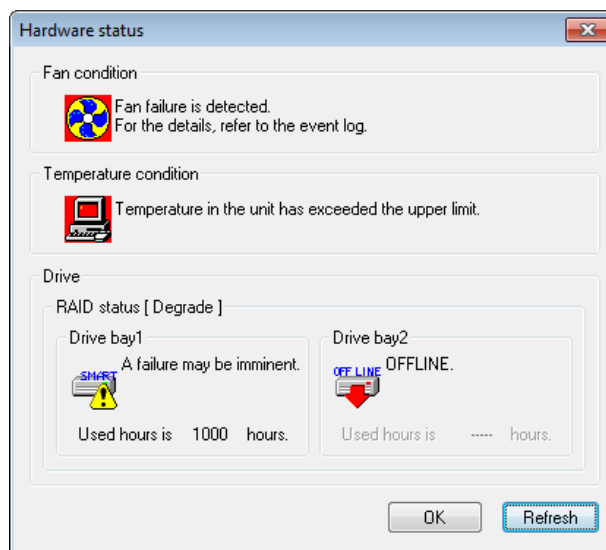 Hardware status
Fan condition
Fan failure is detected.
For the details, refer to the event log.
Temperature condition
Temperature in the unit has exceeded the upper limit.
Drive
RAID status [ Degrade ]
Drive bay1
SMART
A failure may be imminent.
Used hours is 1000 hours.
Drive bay2
OFF LINE
OFFLINE.
Used hours is ----- hours.
OK
Refresh